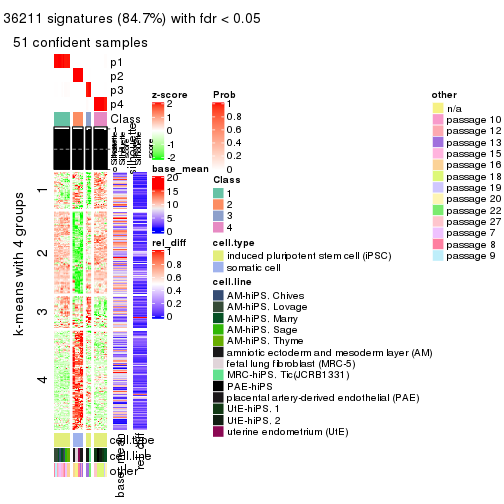 36211 signatures (84.7%) with fdr < 0.05
51 confident samples
p1
p2
p3
p4
Class
silhouette
score
k-means with 4 groups
1
2
3
4
cell.type
cell.line
other
base_mean
rel_diff
z-score
2
1
0
-1
-2
base_mean
20
15
10
5
0
rel_diff
1
0.8
0.6
0.4
0.2
0
Prob
1
0.8
0.6
0.4
0.2
0
Class
1
2
3
4
cell.type
induced pluripotent stem cell (iPSC)
somatic cell
cell.line
AM-hiPS. Chives
AM-hiPS. Lovage
AM-hiPS. Many
AM-hiPS. Sage
AM-hiPS. Thyme
amniotic ectoderm and mesoderm layer (AM)
fetal lung fibroblast (MRC-5)
MRC-hiPS. Tic(JCRB1331)
PAE-hiPS
placental artery-derived endothelial (PAE)
UtE-hiPS. 1
UtE-hiPS. 2
uterus endometrium (UtE)
other
n/a
passage 10
passage 12
passage 13
passage 15
passage 16
passage 18
passage 19
passage 20
passage 22
passage 27
passage 7
passage 8
passage 9